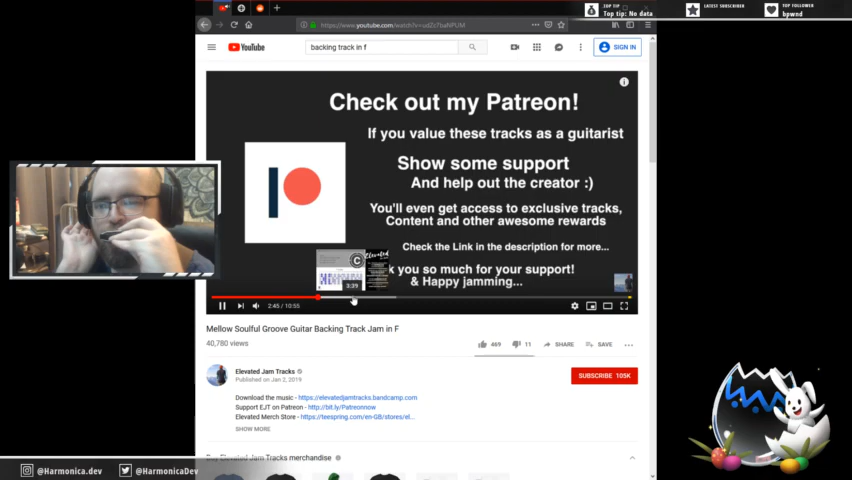 TOP TIP
Top tip: No data
LATEST SUBSCRIBER
TOP FOLLOWER
bpwnd
YouTube
backing track in f
SIGN IN
Check out my Patreon!
If you value these tracks as a guitarist
Show some support
And help out the creator :)
You'll even get access to exclusive tracks,
Content and other awesome rewards
Check the Link in the description for more...
k you so much for your support!
& Happy jamming...
Elevated
C
3:39
2:45 / 10:55
Mellow Soulful Groove Guitar Backing Track Jam in F
40,780 views
469
11
SHARE
SAVE
Elevated Jam Tracks
Published on Jan 2, 2019
SUBSCRIBE 105K
Download the music - https://elevatedjamtracks.bandcamp.com
Support EJT on Patreon - http://bit.ly/Patreonnow
Elevated Merch Store - https://teespring.com/en-GB/stores/el...
SHOW MORE
Elevated Jam Tracks merchandise
@Harmonica.dev
@HarmonicaDev